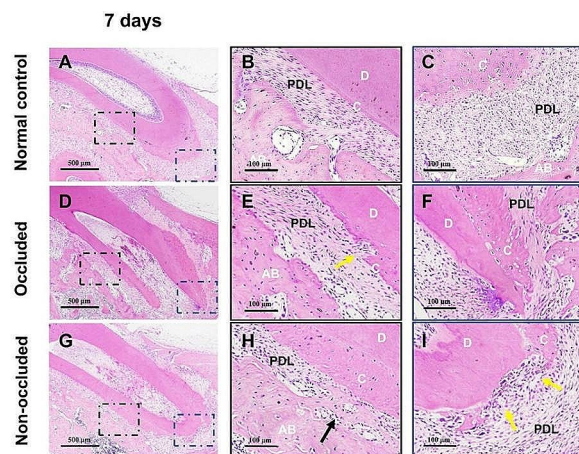 7 days
Normal control
A
500 µm
B
D
PDL
C
100 µm
C
C
PDL
AB
100 µm
Occluded
D
500 µm
E
D
PDL
AB
C
100 µm
F
PDL
D
C
100 µm
Non-occluded
G
500 µm
H
D
PDL
C
AB
100 µm
I
D
C
PDL
100 µm